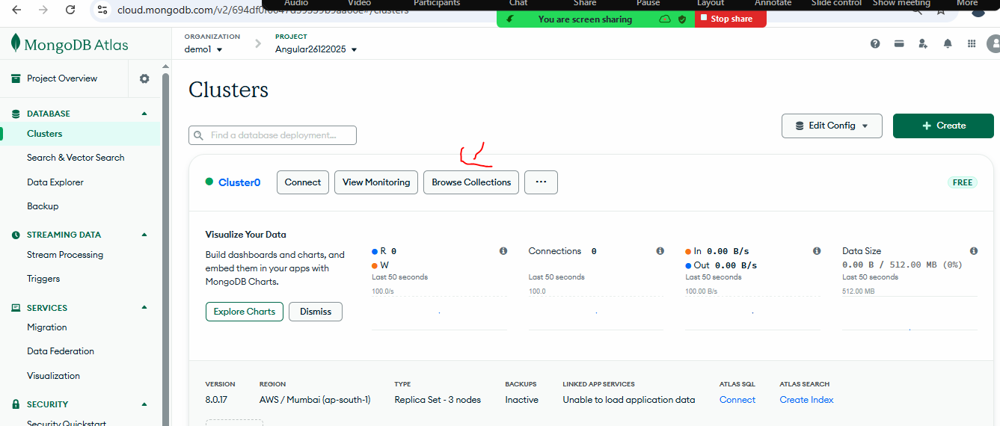 Audio Video Participants Chat Share Pause Layout Annotate Slide control Show meeting More
You are screen sharing Stop share
MongoDB Atlas
ORGANIZATION
demo1
PROJECT
Angular26122025
Project Overview
DATABASE
Clusters
Search & Vector Search
Data Explorer
Backup
STREAMING DATA
Stream Processing
Triggers
SERVICES
Migration
Data Federation
Visualization
SECURITY
Security Quickstart
Clusters
Find a database deployment...
Edit Config
+ Create
Cluster0 Connect View Monitoring Browse Collections ... FREE
Visualize Your Data
Build dashboards and charts, and
embed them in your apps with
MongoDB Charts.
Explore Charts Dismiss
R 0
W
Last 50 seconds
100.0/s
Connections 0
Last 50 seconds
100.0
In 0.00 B/s
Out 0.00 B/s
Last 50 seconds
100.00 B/s
Data Size
0.00 B / 512.00 MB (0%)
Last 50 seconds
512.00 MB
VERSION REGION TYPE BACKUPS LINKED APP SERVICES ATLAS SQL ATLAS SEARCH
8.0.17 AWS / Mumbai (ap-south-1) Replica Set - 3 nodes Inactive Unable to load application data Connect Create Index